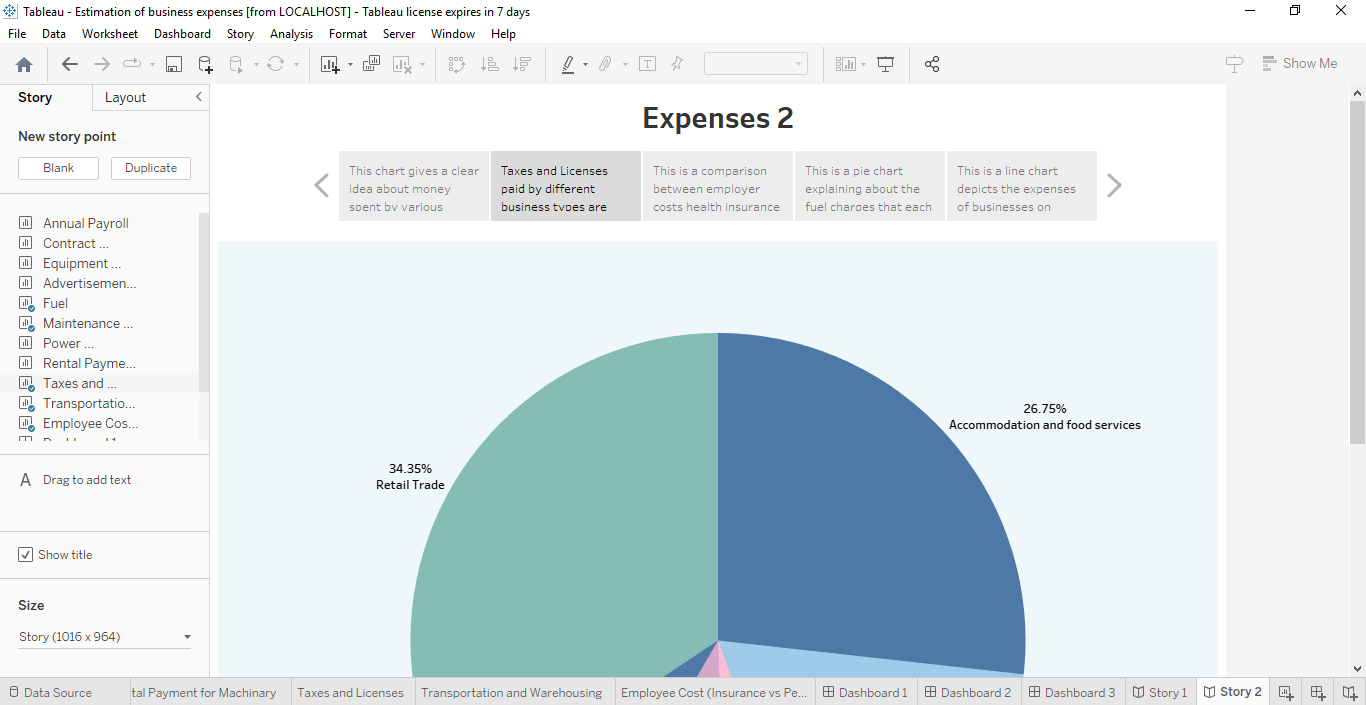 Tableau - Estimation of business expenses [from LOCALHOST] - Tableau license expires in 7 days
File Data Worksheet Dashboard Story Analysis Format Server Window Help
Show Me
Story Layout
New story point
Blank Duplicate
Annual Payroll
Contract ...
Equipment ...
Advertisemen...
Fuel
Maintenance ...
Power ...
Rental Payme...
Taxes and ...
Transportatio...
Employee Cos...
A Drag to add text
Show title
Size
Story (1016 x 964)
Expenses 2
This chart gives a clear
idea about money
spent by various
Taxes and Licenses
paid by different
business types are
This is a comparison
between employer
costs health insurance
This is a pie chart
explaining about the
fuel charges that each
This is a line chart
depicts the expenses
of businesses on
26.75%
Accommodation and food services
34.35%
Retail Trade
Data Source tal Payment for Machinary Taxes and Licenses Transportation and Warehousing Employee Cost (Insurance vs Pe... Dashboard 1 Dashboard 2 Dashboard 3 Story 1 Story 2